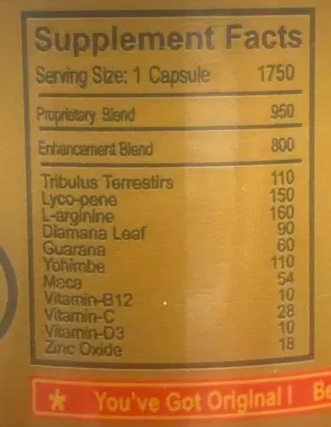 Supplement Facts
Serving Size: 1 Capsule 1750
Proprietary Blend 950
Enhancement Blend 800
Tribulus Terrestirs 110
Lyco-pene 150
L-arginine 160
Diamana Leaf 90
Guarana 60
Yohimbe 110
Maca 54
Vitamin-B12 10
Vitamin-C 28
Vitamin-D3 10
Zinc Oxide 18
* You've Got Original ! Be